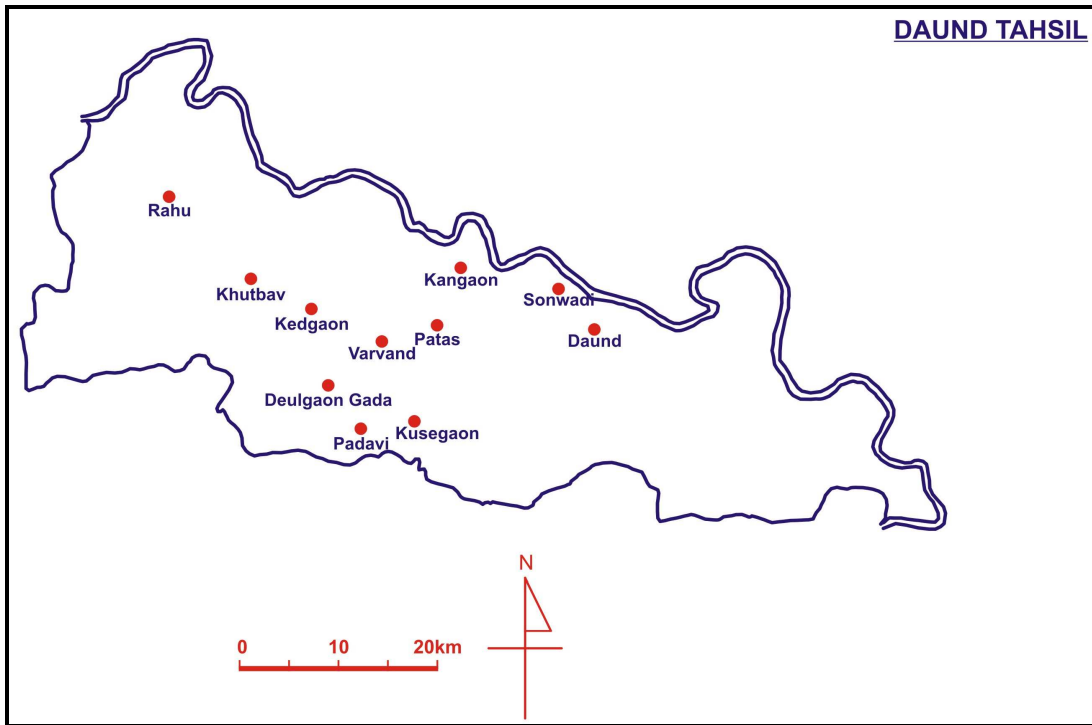 DAUND TAHSIL
Rahu
Kangaon
Khutbav
Sonwadi
Kedgaon
Patas
Daund
Varvand
Deulgaon Gada
Kusegaon
Padavi
N
0 10 20km